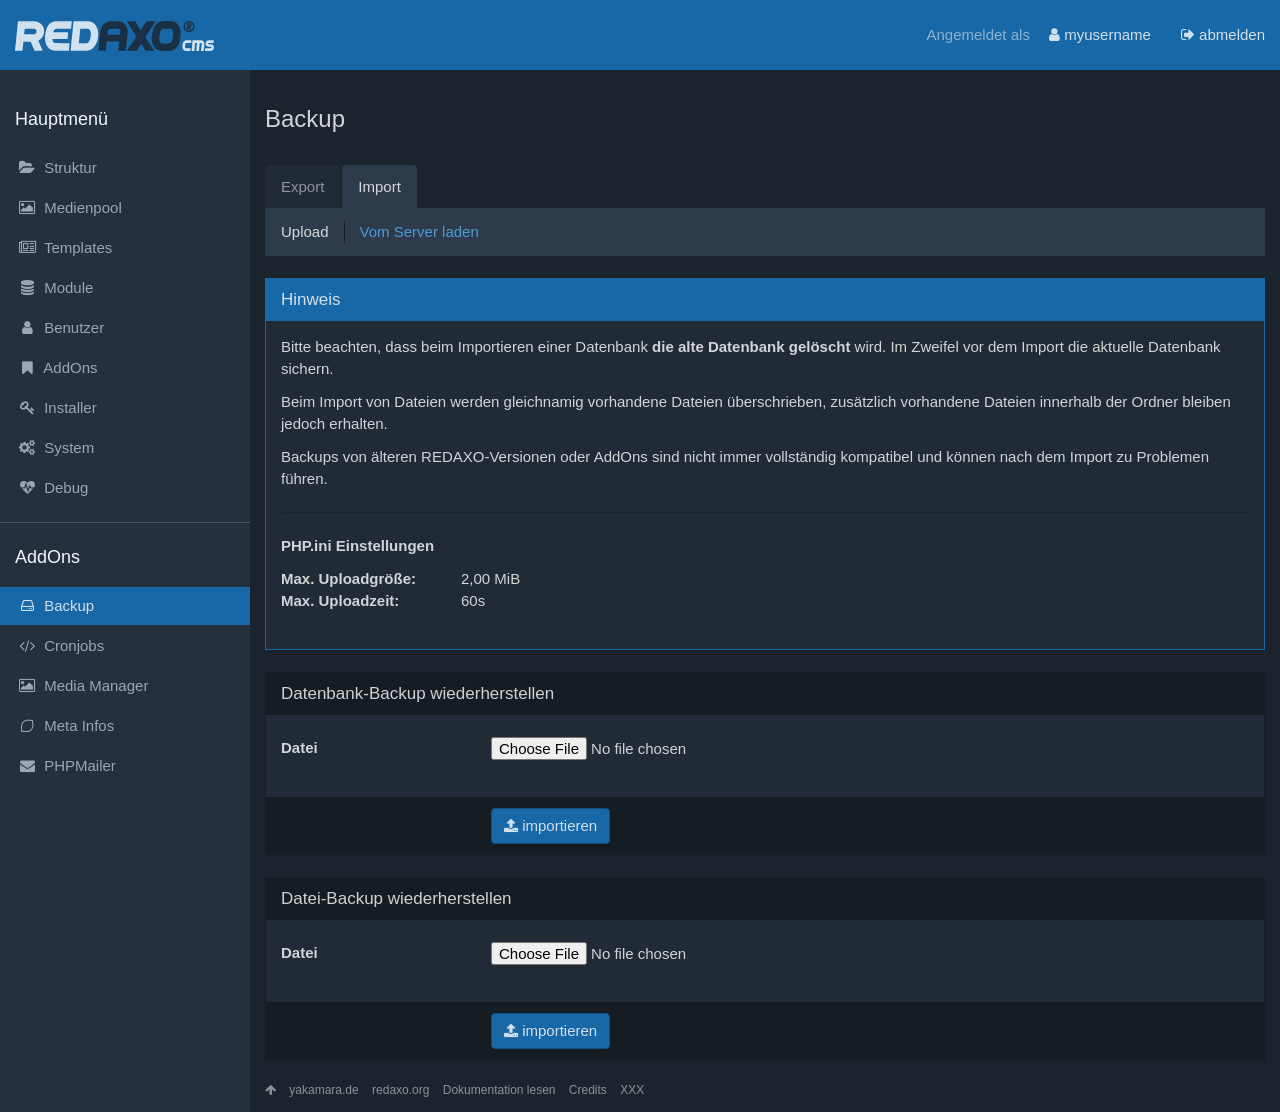 REDAXO® cms
Angemeldet als myusername abmelden
Hauptmenü
Struktur
Medienpool
Templates
Module
Benutzer
AddOns
Installer
System
Debug
AddOns
Backup
Cronjobs
Media Manager
Meta Infos
PHPMailer
Backup
Export Import
Upload Vom Server laden
Hinweis
Bitte beachten, dass beim Importieren einer Datenbank die alte Datenbank gelöscht wird. Im Zweifel vor dem Import die aktuelle Datenbank
sichern.
Beim Import von Dateien werden gleichnamig vorhandene Dateien überschrieben, zusätzlich vorhandene Dateien innerhalb der Ordner bleiben
jedoch erhalten.
Backups von älteren REDAXO-Versionen oder AddOns sind nicht immer vollständig kompatibel und können nach dem Import zu Problemen
führen.
PHP.ini Einstellungen
Max. Uploadgröße: 2,00 MiB
Max. Uploadzeit: 60s
Datenbank-Backup wiederherstellen
Datei Choose File No file chosen
importieren
Datei-Backup wiederherstellen
Datei Choose File No file chosen
importieren
yakamara.de redaxo.org Dokumentation lesen Credits XXX